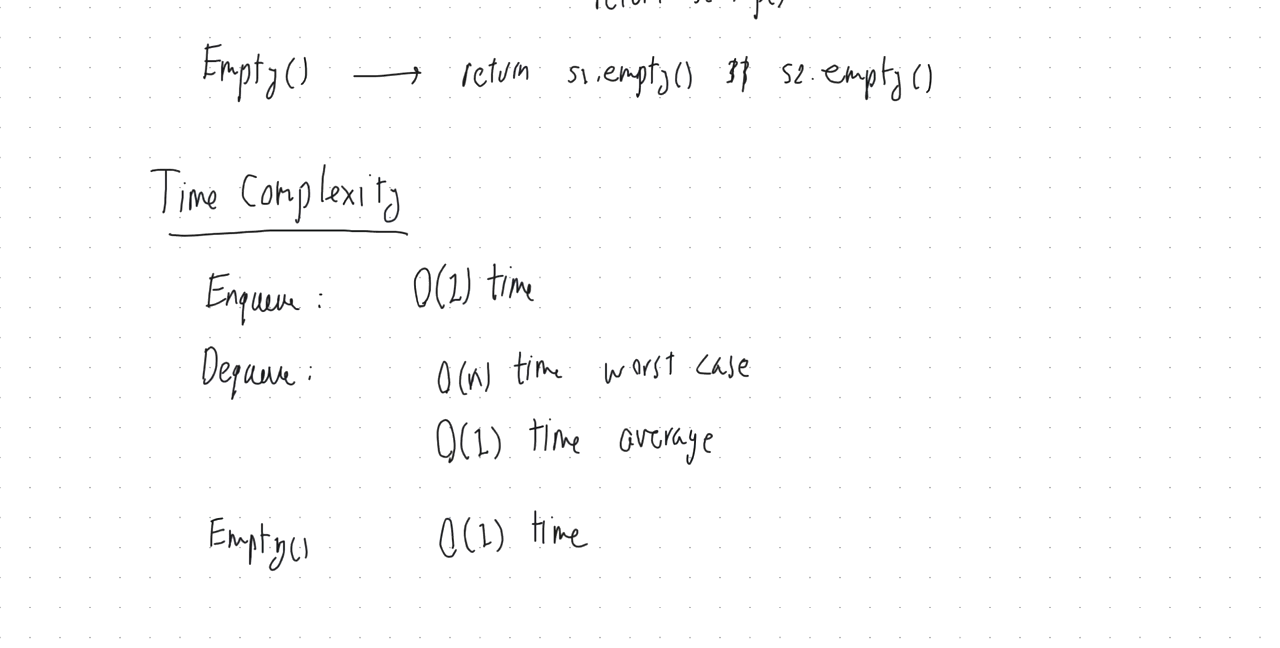 Empty() → return s1.empty() && s2.empty()
Time Complexity
Enqueue: O(1) time
Dequeue: O(n) time worst case
O(1) time average
Empty() O(1) time